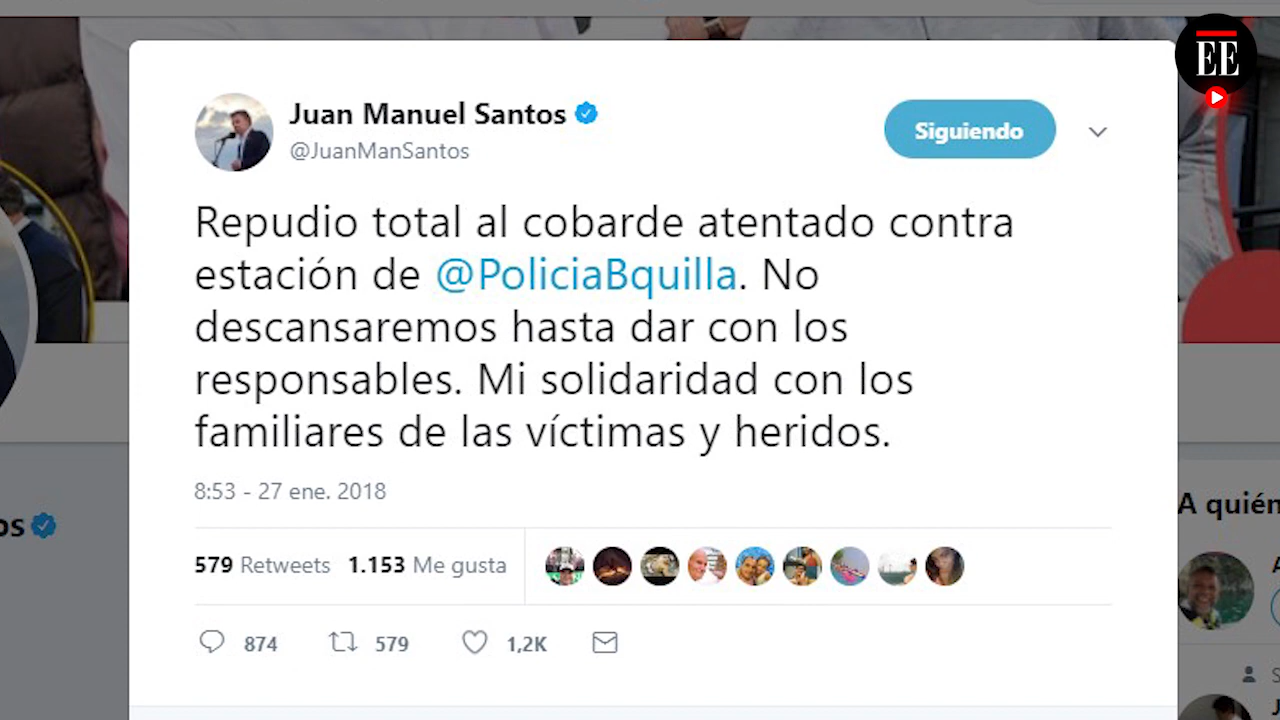 EE
Juan Manuel Santos
@JuanManSantos
Siguiendo
Repudio total al cobarde atentado contra
estación de @PoliciaBquilla. No
descansaremos hasta dar con los
responsables. Mi solidaridad con los
familiares de las víctimas y heridos.
8:53 - 27 ene. 2018
579 Retweets 1.153 Me gusta
874 579 1,2K
os
A quién